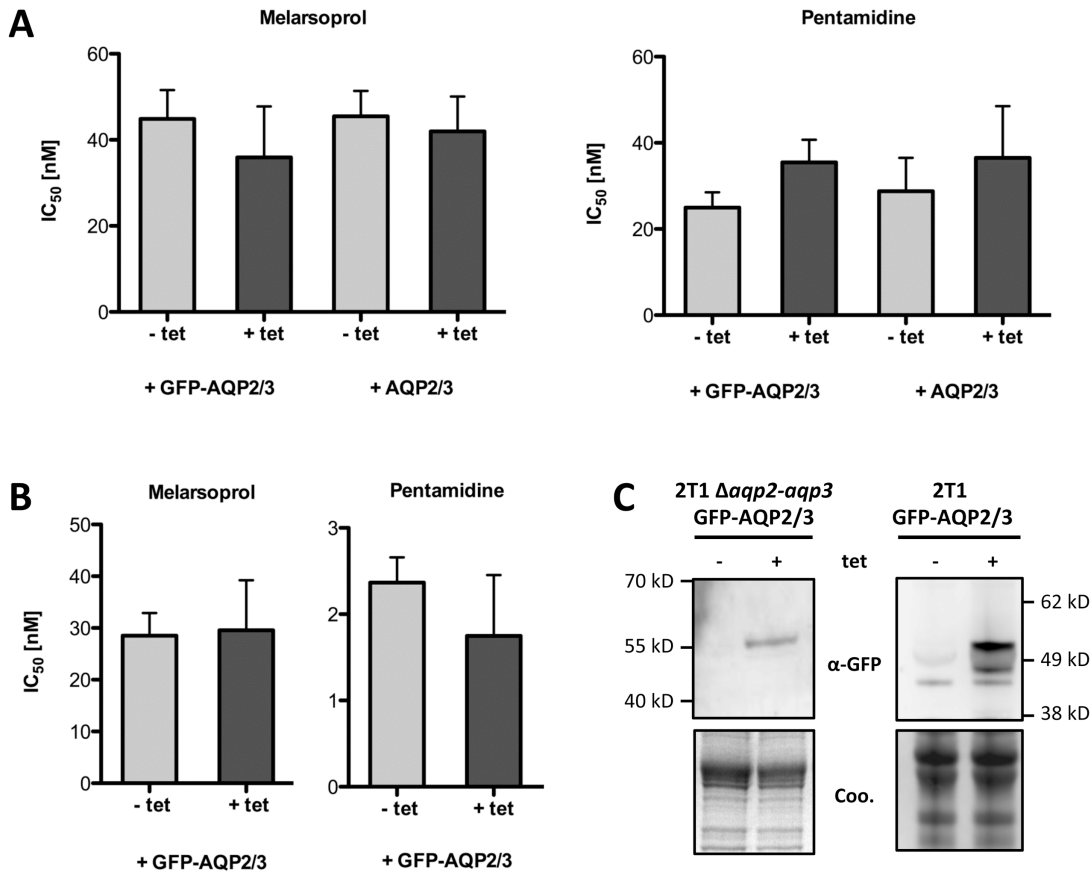 A
Melarsoprol
Pentamidine
60
40
20
0
IC50 [nM]
- tet
+ tet
- tet
+ tet
+ GFP-AQP2/3
+ AQP2/3
60
40
20
0
IC50 [nM]
- tet
+ tet
- tet
+ tet
+ GFP-AQP2/3
+ AQP2/3
B
Melarsoprol
Pentamidine
50
40
30
20
10
0
IC50 [nM]
- tet
+ tet
+ GFP-AQP2/3
3
2
1
0
- tet
+ tet
+ GFP-AQP2/3
C
2T1 Δaqp2-aqp3
GFP-AQP2/3
2T1
GFP-AQP2/3
- + tet - +
70 kD
55 kD
40 kD
α-GFP
62 kD
49 kD
38 kD
Coo.